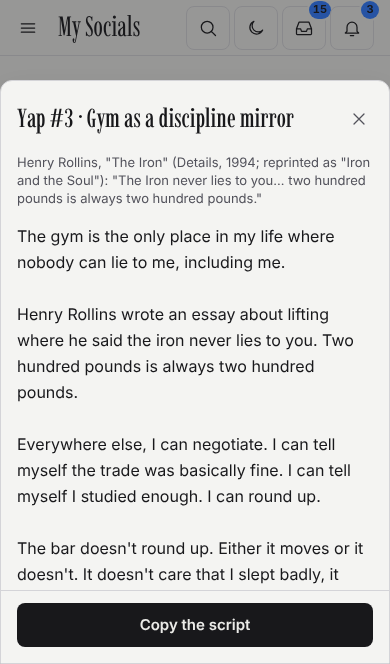 My Socials
15
3
Yap #3 · Gym as a discipline mirror
Henry Rollins, "The Iron" (Details, 1994; reprinted as "Iron
and the Soul"): "The Iron never lies to you... two hundred
pounds is always two hundred pounds."
The gym is the only place in my life where
nobody can lie to me, including me.
Henry Rollins wrote an essay about lifting
where he said the iron never lies to you. Two
hundred pounds is always two hundred
pounds.
Everywhere else, I can negotiate. I can tell
myself the trade was basically fine. I can tell
myself I studied enough. I can round up.
The bar doesn't round up. Either it moves or it
doesn't. It doesn't care that I slept badly, it
Copy the script